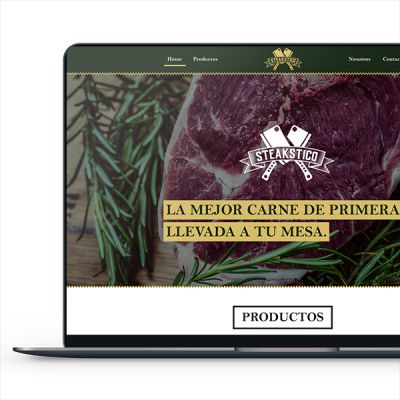 Home Productos STEAKSTICO Nosotros Contac
STEAKSTICO
LA MEJOR CARNE DE PRIMERA
LLEVADA A TU MESA.
PRODUCTOS